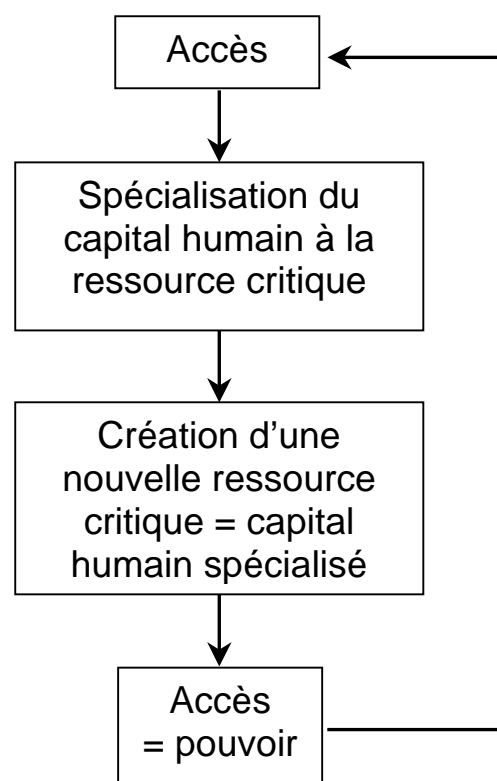 Accès
Spécialisation du
capital humain à la
ressource critique
Création d’une
nouvelle ressource
critique = capital
humain spécialisé
Accès
= pouvoir